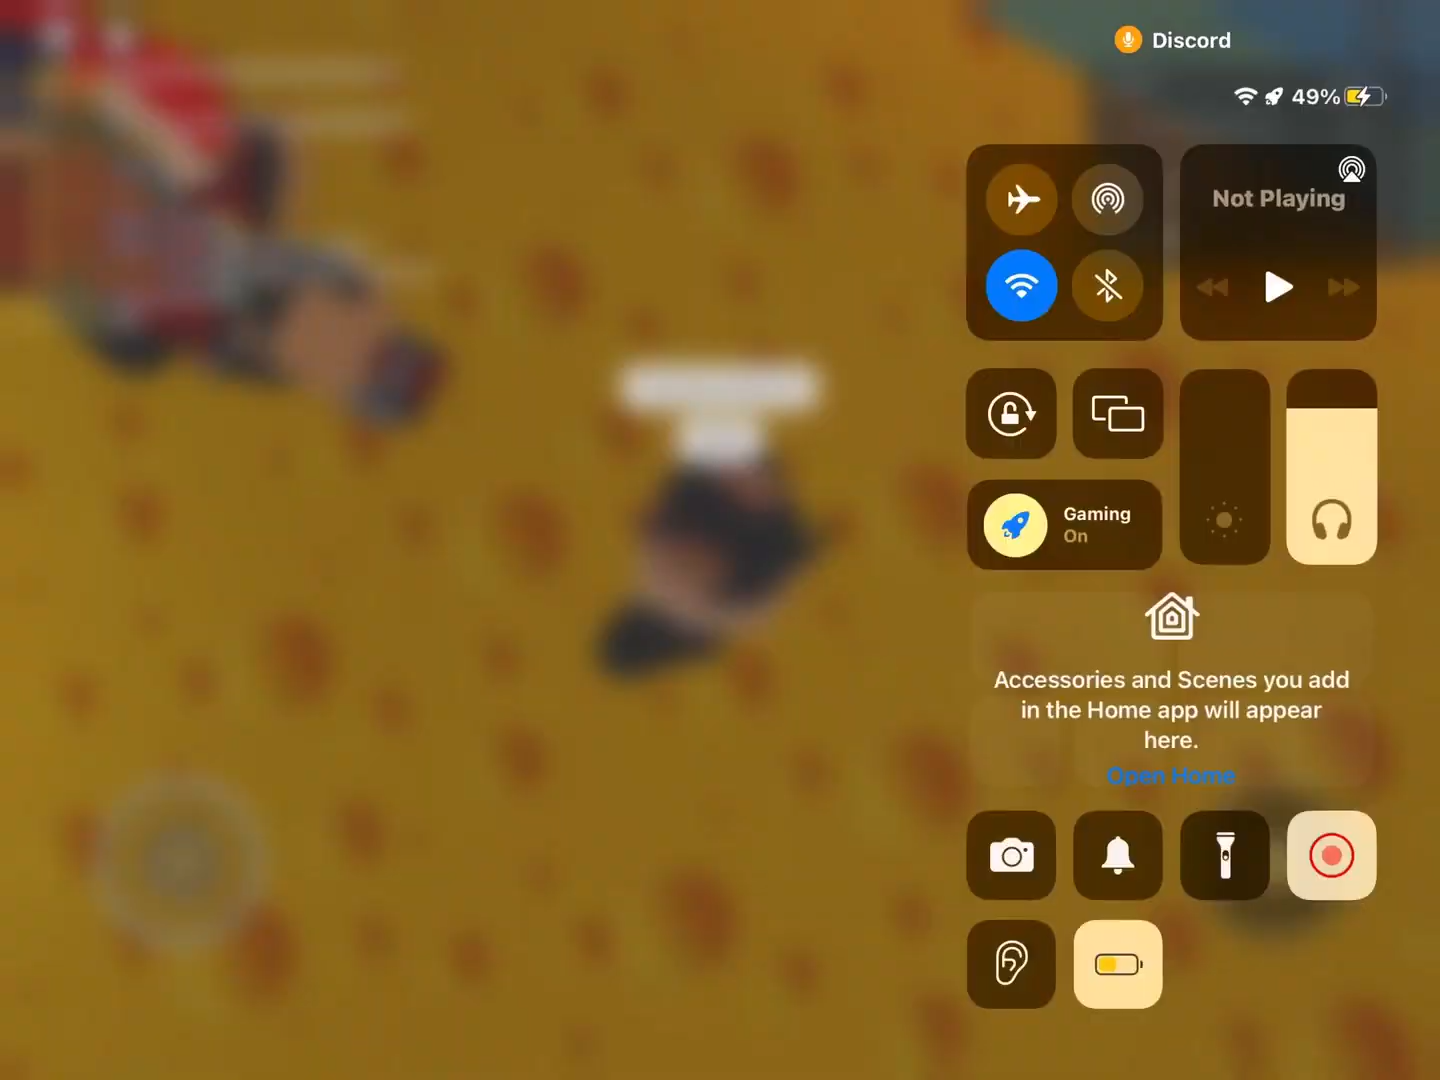 Discord
49%
Not Playing
Gaming
On
Accessories and Scenes you add
in the Home app will appear
here.
Open Home